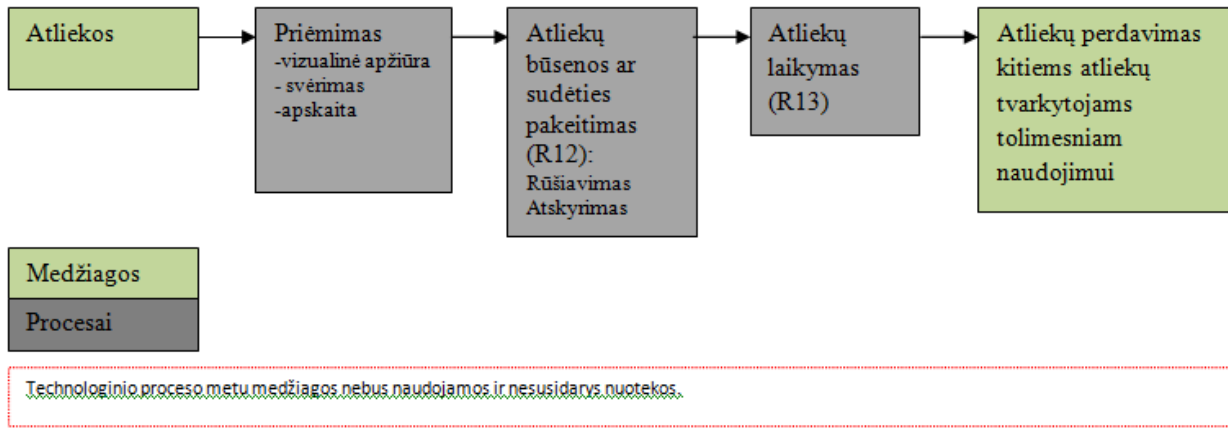 Atliekos
Priėmimas
-vizualinė apžiūra
- svėrimas
-apskaita
Atliekų
būsenos ar
sudėties
pakeitimas
(R12):
Rūšiavimas
Atskyrimas
Atliekų
laikymas
(R13)
Atliekų perdavimas
kitiems atliekų
tvarkytojams
tolimesniam
naudojimui
Medžiagos
Procesai
Technologinio proceso metu medžiagos nebus naudojamos ir nesusidarys nuotekos.